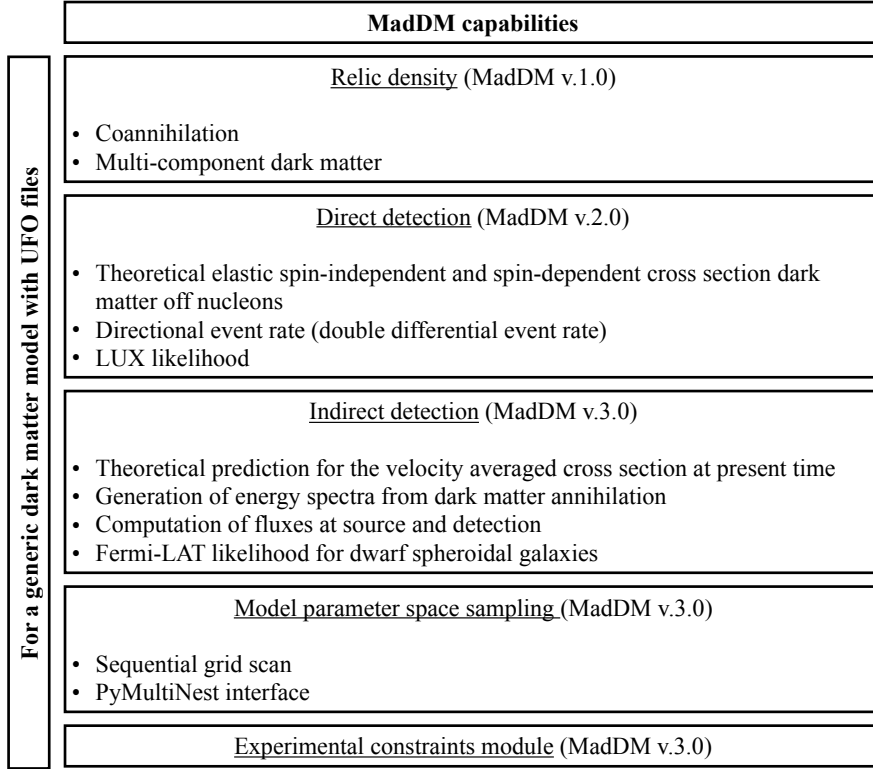 MadDM capabilities
For a generic dark matter model with UFO files
Relic density (MadDM v.1.0)
• Coannihilation
• Multi-component dark matter
Direct detection (MadDM v.2.0)
• Theoretical elastic spin-independent and spin-dependent cross section dark
matter off nucleons
• Directional event rate (double differential event rate)
• LUX likelihood
Indirect detection (MadDM v.3.0)
• Theoretical prediction for the velocity averaged cross section at present time
• Generation of energy spectra from dark matter annihilation
• Computation of fluxes at source and detection
• Fermi-LAT likelihood for dwarf spheroidal galaxies
Model parameter space sampling (MadDM v.3.0)
• Sequential grid scan
• PyMultiNest interface
Experimental constraints module (MadDM v.3.0)